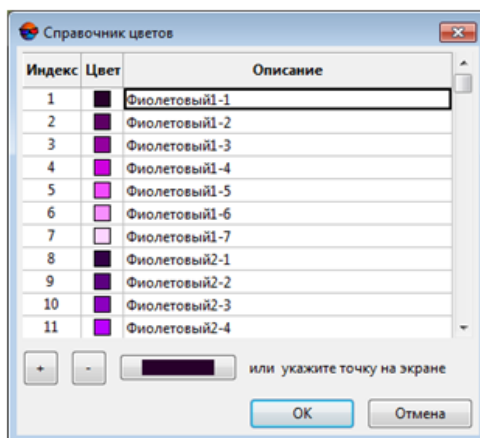 Справочник цветов
Индекс Цвет Описание
1 Фиолетовый1-1
2 Фиолетовый1-2
3 Фиолетовый1-3
4 Фиолетовый1-4
5 Фиолетовый1-5
6 Фиолетовый1-6
7 Фиолетовый1-7
8 Фиолетовый2-1
9 Фиолетовый2-2
10 Фиолетовый2-3
11 Фиолетовый2-4
+ - или укажите точку на экране
OK Отмена